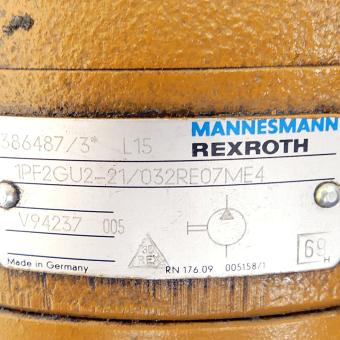 386487/3* L15
MANNESMANN
REXROTH
1PF2GU2-21/032RE07ME4
V94237 005
Made in Germany
RN 176.09 005158/1
69
H